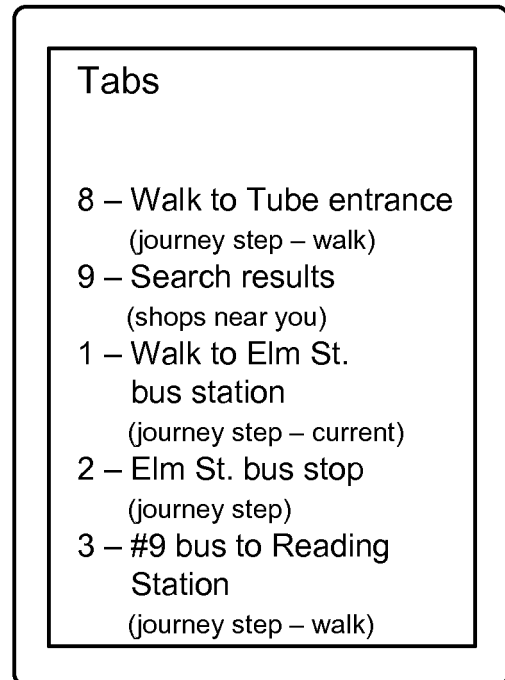 Tabs
8 – Walk to Tube entrance
(journey step – walk)
9 – Search results
(shops near you)
1 – Walk to Elm St.
bus station
(journey step – current)
2 – Elm St. bus stop
(journey step)
3 – #9 bus to Reading
Station
(journey step – walk)